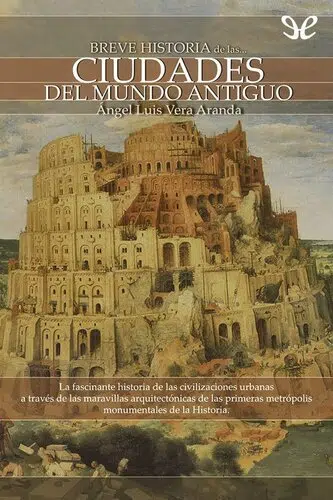 BREVE HISTORIA de las...
CIUDADES
DEL MUNDO ANTIGUO
Ángel Luis Vera Aranda
La fascinante historia de las civilizaciones urbanas
a través de las maravillas arquitectónicas de las primeras metrópolis
monumentales de la Historia.